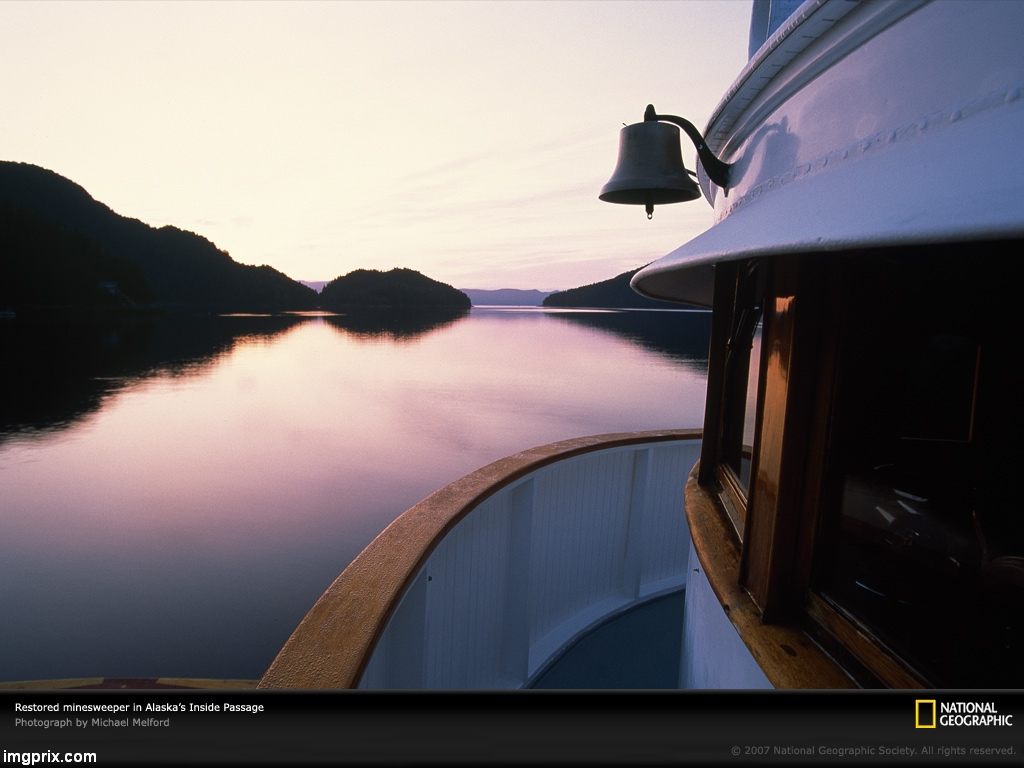 Restored minesweeper in Alaska's Inside Passage
Photograph by Michael Melford
NATIONAL
GEOGRAPHIC
© 2007 National Geographic Society. All rights reserved.
imgprix.com